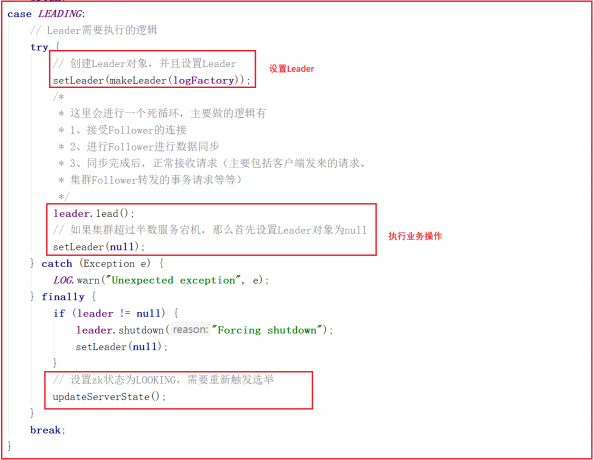 case LEADING:
// Leader需要执行的逻辑
try {
// 创建Leader对象，并且设置Leader
setLeader(makeLeader(logFactory));
设置Leader
/*
* 这里会进行一个死循环，主要做的逻辑有
* 1、接受Follower的连接
* 2、进行Follower进行数据同步
* 3、同步完成后，正常接收请求（主要包括客户端发来的请求、
* 集群Follower转发的事务请求等等）
*/
leader.lead();
// 如果集群超过半数服务宕机，那么首先设置Leader对象为null
setLeader(null);
执行业务操作
} catch (Exception e) {
LOG.warn("Unexpected exception", e);
} finally {
if (leader != null) {
leader.shutdown( reason: "Forcing shutdown");
setLeader(null);
}
// 设置zk状态为LOOKING，需要重新触发选举
updateServerState();
}
break;
}